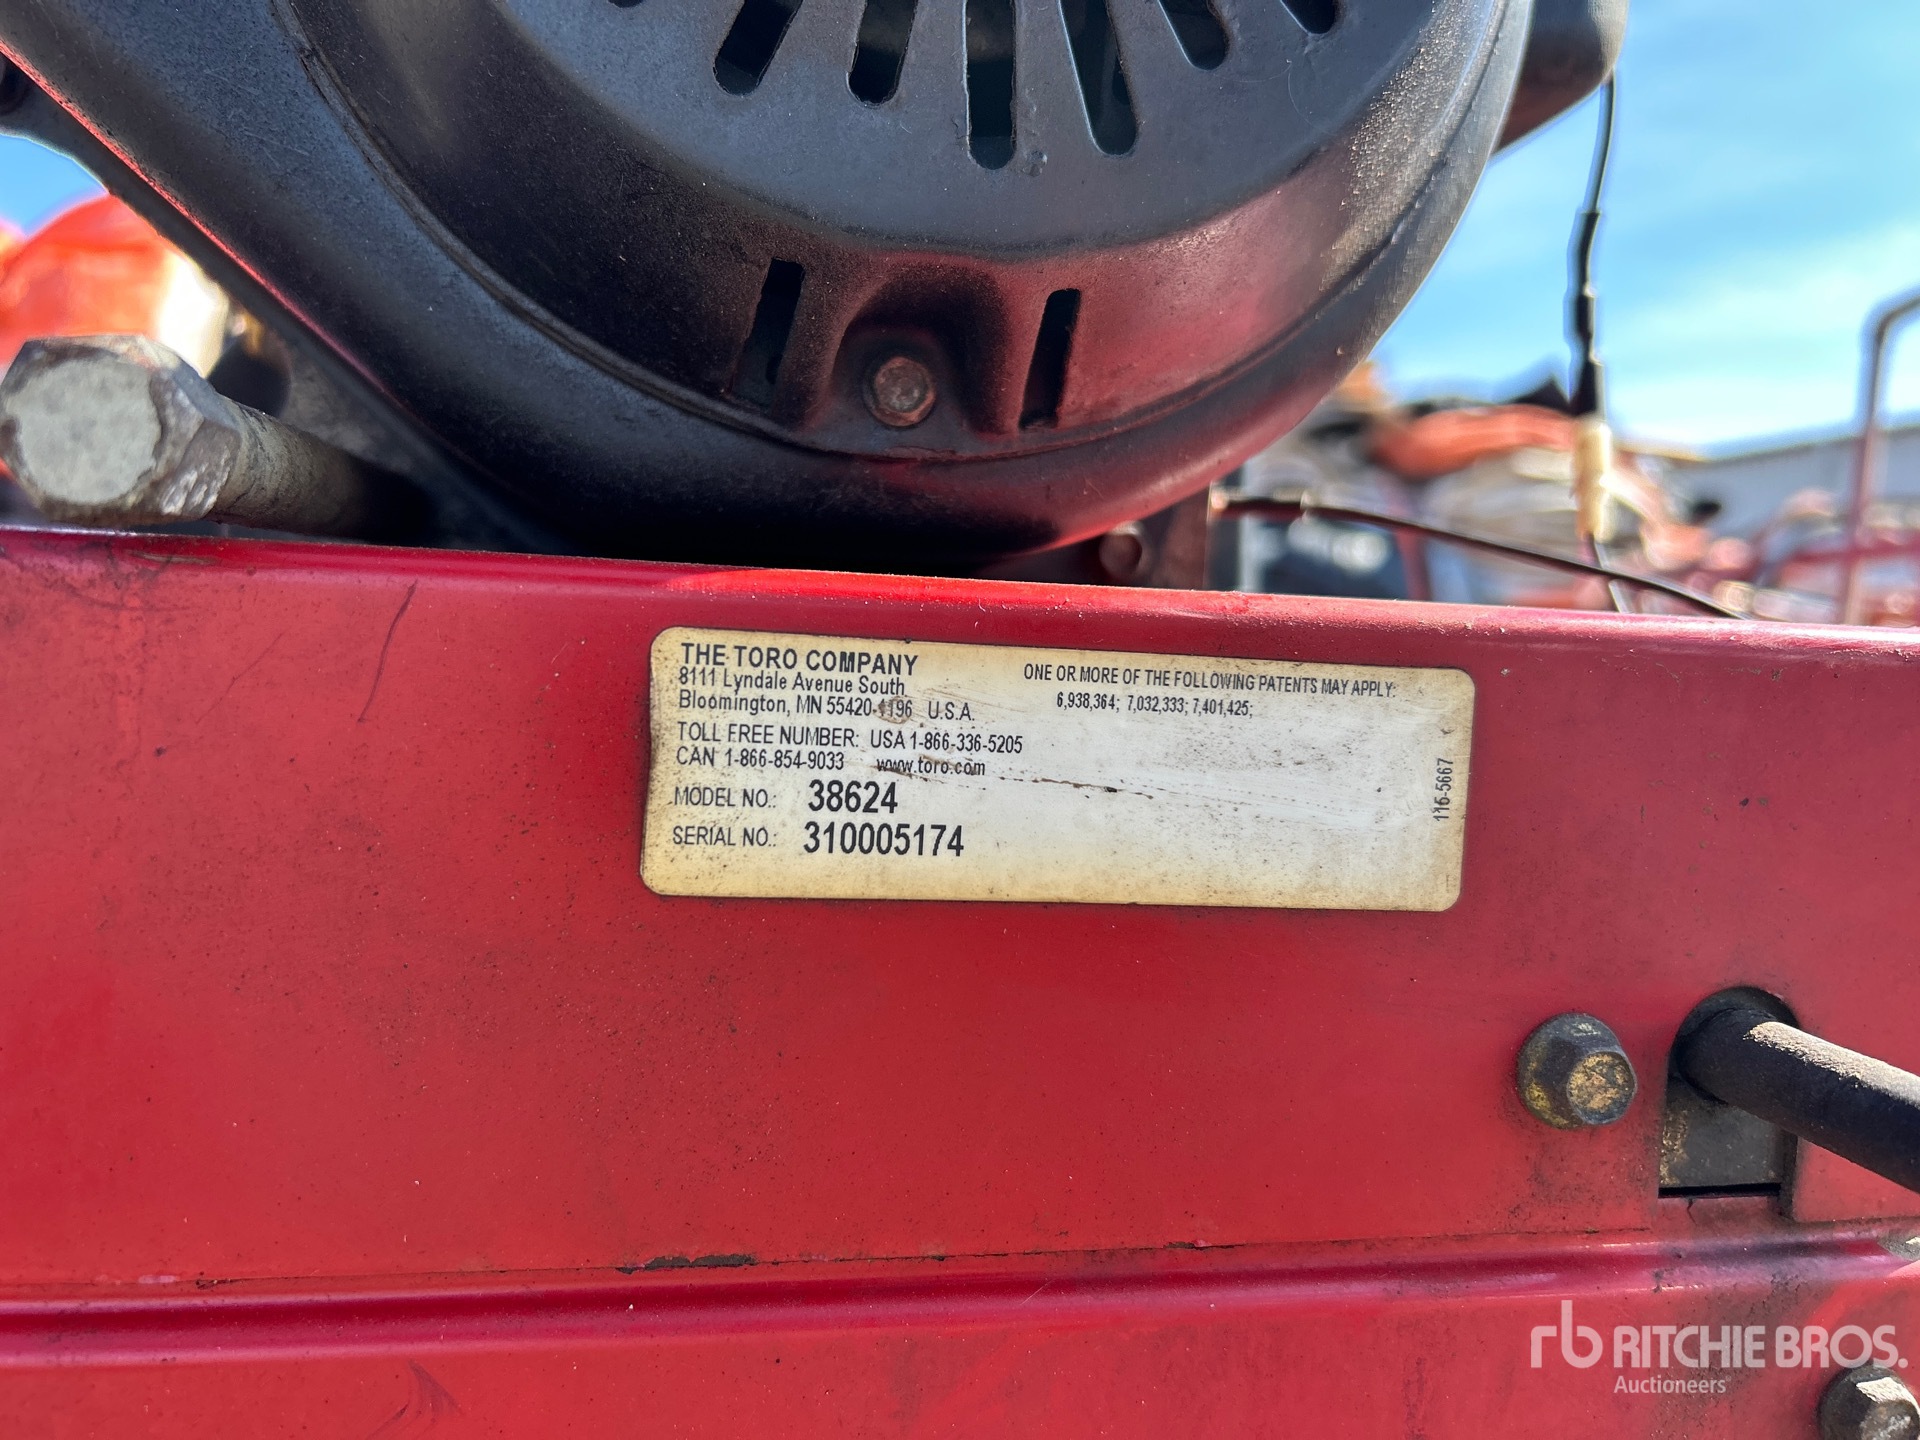 THE TORO COMPANY
8111 Lyndale Avenue South
Bloomington, MN 55420-1196 U.S.A.
TOLL FREE NUMBER: USA 1-866-336-5205
CAN 1-866-854-9033 www.toro.com
MODEL NO.: 38624
SERIAL NO.: 310005174
ONE OR MORE OF THE FOLLOWING PATENTS MAY APPLY:
6,938,364; 7,032,333; 7,401,425;
116-5667
rb RITCHIE BROS.
Auctioneers